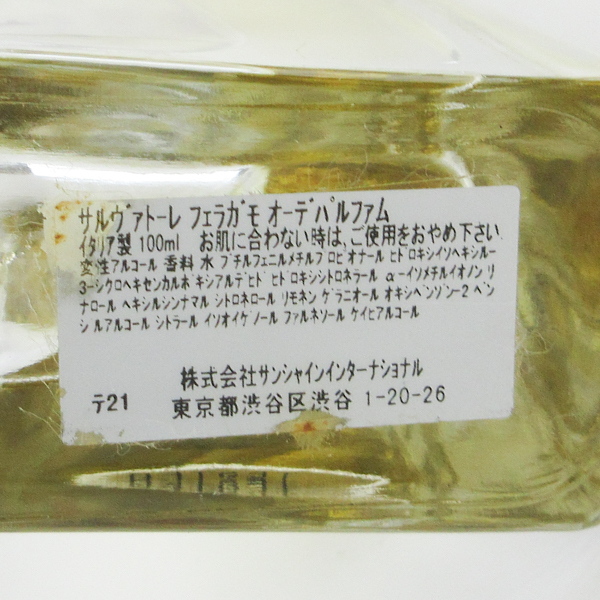 サルヴァトーレ フェラガモ オーデパルファム
イタリア製 100ml お肌に合わない時は、ご使用をおやめ下さい
変性アルコール 香料 水 ブチルフェニルメチルプロピオナール ヒドロキシイソヘキシルー
3-シクロヘキセンカルボキシアルデヒド ヒドロキシシトロネラール α-イソメチルイオノン リ
ナロール ヘキシルシンナマル シトロネロール リモネン ゲラニオール オキシベンゾン-2 ベン
ジルアルコール シトラール イソオイゲノール ファルネソール ケイヒアルコール
株式会社サンシャインインターナショナル
テ21 東京都渋谷区渋谷 1-20-26